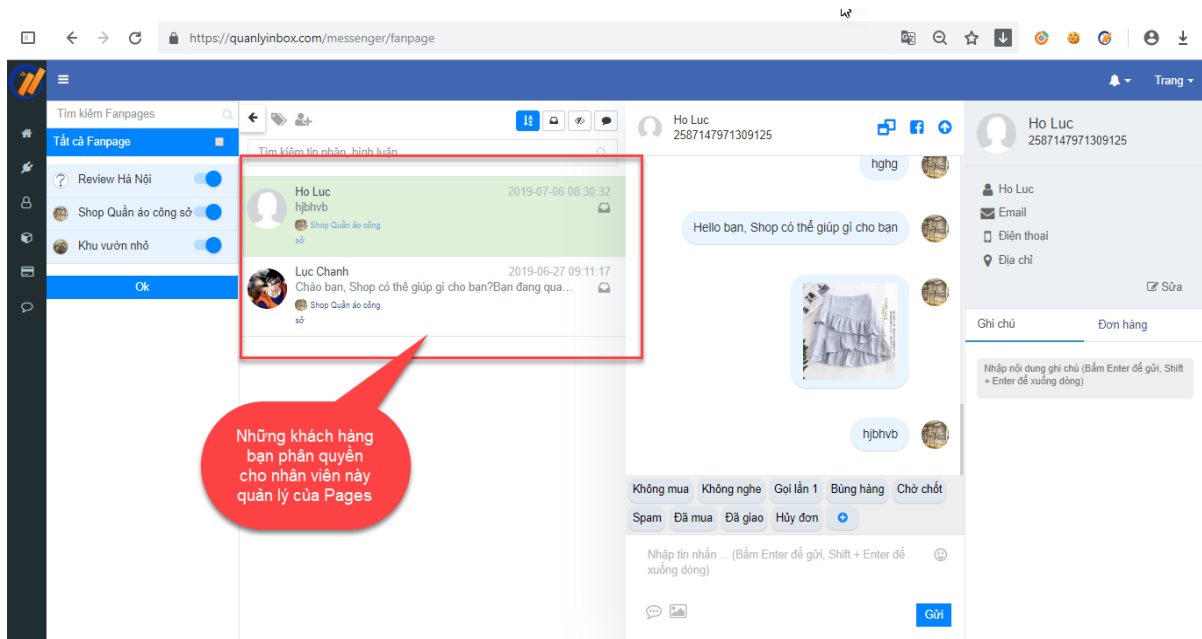 https://quanlyinbox.com/messenger/fanpage
Trang
Tìm kiếm Fanpages
Tất cả Fanpage
Review Hà Nội
Shop Quần áo công sở
Khu vườn nhỏ
Ok
Tìm kiếm tin nhắn, bình luận
Ho Luc
2019-07-06 08:30:32
hjbhvb
Shop Quần áo công
sở
Lục Chanh
2019-06-27 09:11:17
Chào bạn, Shop có thể giúp gì cho bạn?Bạn đang qua...
Shop Quần áo công
sở
Những khách hàng
bạn phân quyền
cho nhân viên này
quản lý của Pages
Ho Luc
2587147971309125
hghg
Hello bạn, Shop có thể giúp gì cho bạn
hjbhvb
Không mua Không nghe Gọi lần 1 Bùng hàng Chờ chốt
Spam Đã mua Đã giao Hủy đơn
Nhập tin nhắn ... (Bấm Enter để gửi, Shift + Enter để
xuống dòng)
Gửi
Ho Luc
2587147971309125
Ho Luc
Email
Điện thoại
Địa chỉ
Sửa
Ghi chú Đơn hàng
Nhập nội dung ghi chú (Bấm Enter để gửi, Shift
+ Enter để xuống dòng)